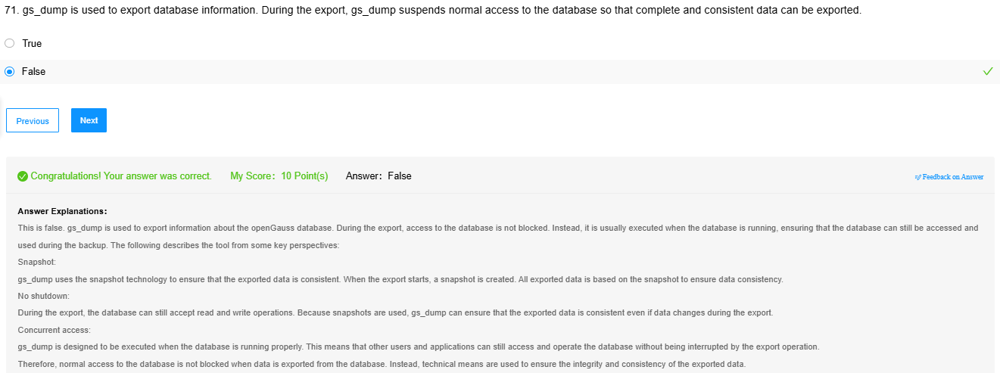 71. gs_dump is used to export database information. During the export, gs_dump suspends normal access to the database so that complete and consistent data can be exported.
True
False
Previous
Next
Congratulations! Your answer was correct. My Score: 10 Point(s) Answer: False
Feedback on Answer
Answer Explanations:
This is false. gs_dump is used to export information about the openGauss database. During the export, access to the database is not blocked. Instead, it is usually executed when the database is running, ensuring that the database can still be accessed and
used during the backup. The following describes the tool from some key perspectives:
Snapshot:
gs_dump uses the snapshot technology to ensure that the exported data is consistent. When the export starts, a snapshot is created. All exported data is based on the snapshot to ensure data consistency.
No shutdown:
During the export, the database can still accept read and write operations. Because snapshots are used, gs_dump can ensure that the exported data is consistent even if data changes during the export.
Concurrent access:
gs_dump is designed to be executed when the database is running properly. This means that other users and applications can still access and operate the database without being interrupted by the export operation.
Therefore, normal access to the database is not blocked when data is exported from the database. Instead, technical means are used to ensure the integrity and consistency of the exported data.